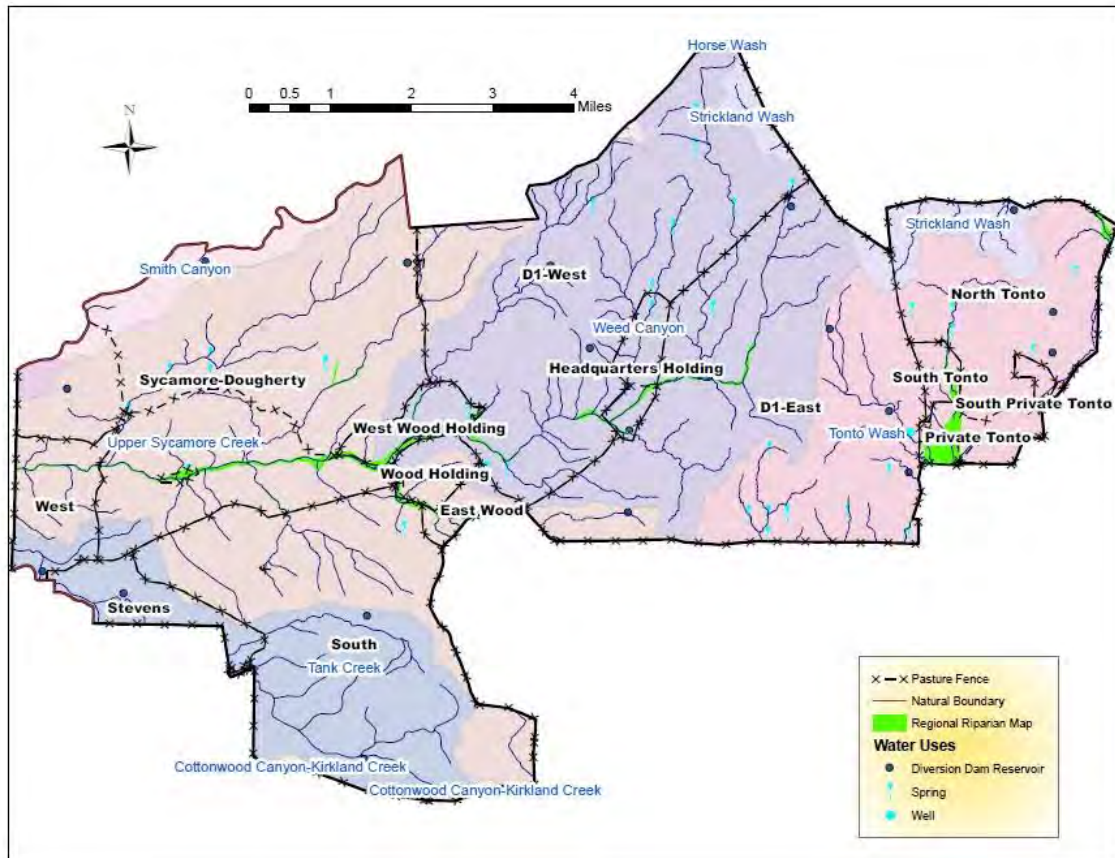 Horse Wash
N
0 0.5 1 2 3 4
Miles
Strickland Wash
Strickland Wash
Smith Canyon
D1-West
North Tonto
Weed Canyon
Headquarters Holding
Sycamore-Dougherty
South Tonto
D1-East
South Private Tonto
West Wood Holding
Upper Sycamore Creek
Tonto Wash
Private Tonto
Wood Holding
West
East Wood
Stevens
South
Tank Creek
Cottonwood Canyon-Kirkland Creek
Cottonwood Canyon-Kirkland Creek
Pasture Fence
Natural Boundary
Regional Riparian Map
Water Uses
Diversion Dam Reservoir
Spring
Well